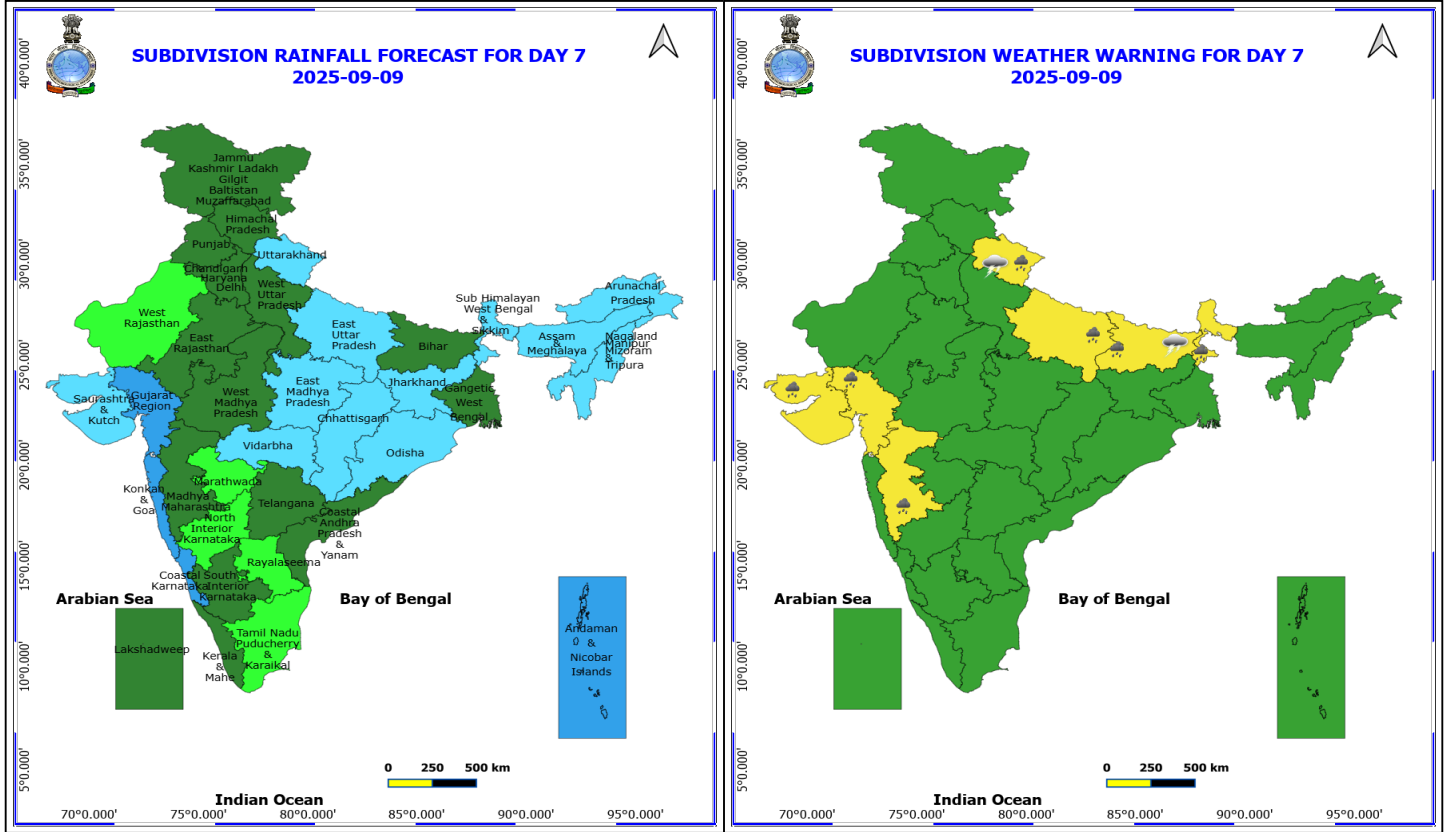 SUBDIVISION RAINFALL FORECAST FOR DAY 7
2025-09-09
40°0.000'
35°0.000'
30°0.000'
25°0.000'
20°0.000'
15°0.000'
10°0.000'
5°0.000'
Jammu
Kashmir Ladakh
Gilgit
Baltistan
Muzaffarabad
Himachal
Pradesh
Punjab
Uttarakhand
Chandigarh
Haryana
Delhi
West
Uttar
Pradesh
West
Rajasthan
East
Rajasthan
East
Uttar
Pradesh
Bihar
Sub Himalayan
West Bengal
&
Sikkim
Arunachal
Pradesh
Assam
&
Meghalaya
Nagaland
Manipur
Mizoram
&
Tripura
Saurashtra
&
Kutch
Gujarat
Region
West
Madhya
Pradesh
East
Madhya
Pradesh
Jharkhand
Gangetic
West
Bengal
Chhattisgarh
Vidarbha
Odisha
Konkan
&
Goa
Madhya
Maharashtra
Marathwada
Telangana
North
Interior
Karnataka
Coastal
Andhra
Pradesh
&
Yanam
Rayalaseema
Coastal
Karnataka
South
Interior
Karnataka
Arabian Sea
Bay of Bengal
Lakshadweep
Kerala
&
Mahe
Tamil Nadu
Puducherry
&
Karaikal
Andaman
&
Nicobar
Islands
0 250 500 km
Indian Ocean
70°0.000' 75°0.000' 80°0.000' 85°0.000' 90°0.000' 95°0.000'
SUBDIVISION WEATHER WARNING FOR DAY 7
2025-09-09
40°0.000'
35°0.000'
30°0.000'
25°0.000'
20°0.000'
15°0.000'
10°0.000'
5°0.000'
Arabian Sea
Bay of Bengal
0 250 500 km
Indian Ocean
70°0.000' 75°0.000' 80°0.000' 85°0.000' 90°0.000' 95°0.000'